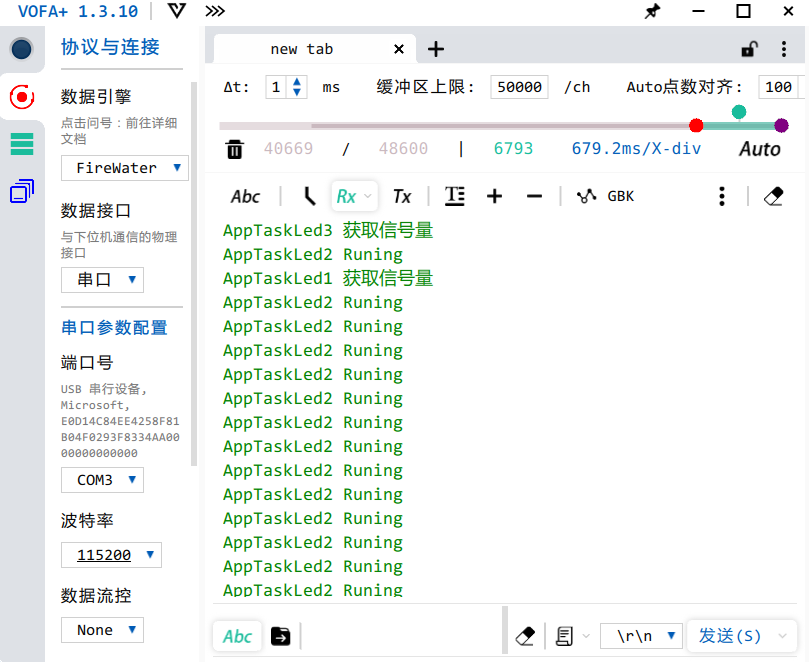 VOFA+ 1.3.10
协议与连接
数据引擎
点击问号：前往详细
文档
FireWater
数据接口
与下位机通信的物理
接口
串口
串口参数配置
端口号
USB 串行设备,
Microsoft,
E0D14C84EE4258F81
B04F0293F8334AA00
00000000000
COM3
波特率
115200
数据流控
None
new tab
Δt: 1 ms 缓冲区上限: 50000 /ch Auto点数对齐: 100
40669 / 48600 | 6793 679.2ms/X-div Auto
Abc Rx Tx GBK
AppTaskLed3 获取信号量
AppTaskLed2 Runing
AppTaskLed1 获取信号量
AppTaskLed2 Runing
AppTaskLed2 Runing
AppTaskLed2 Runing
AppTaskLed2 Runing
AppTaskLed2 Runing
AppTaskLed2 Runing
AppTaskLed2 Runing
AppTaskLed2 Runing
AppTaskLed2 Runing
AppTaskLed2 Runing
AppTaskLed2 Runing
AppTaskLed2 Runing
AppTaskLed2 Runing
Abc \r\n 发送(S)